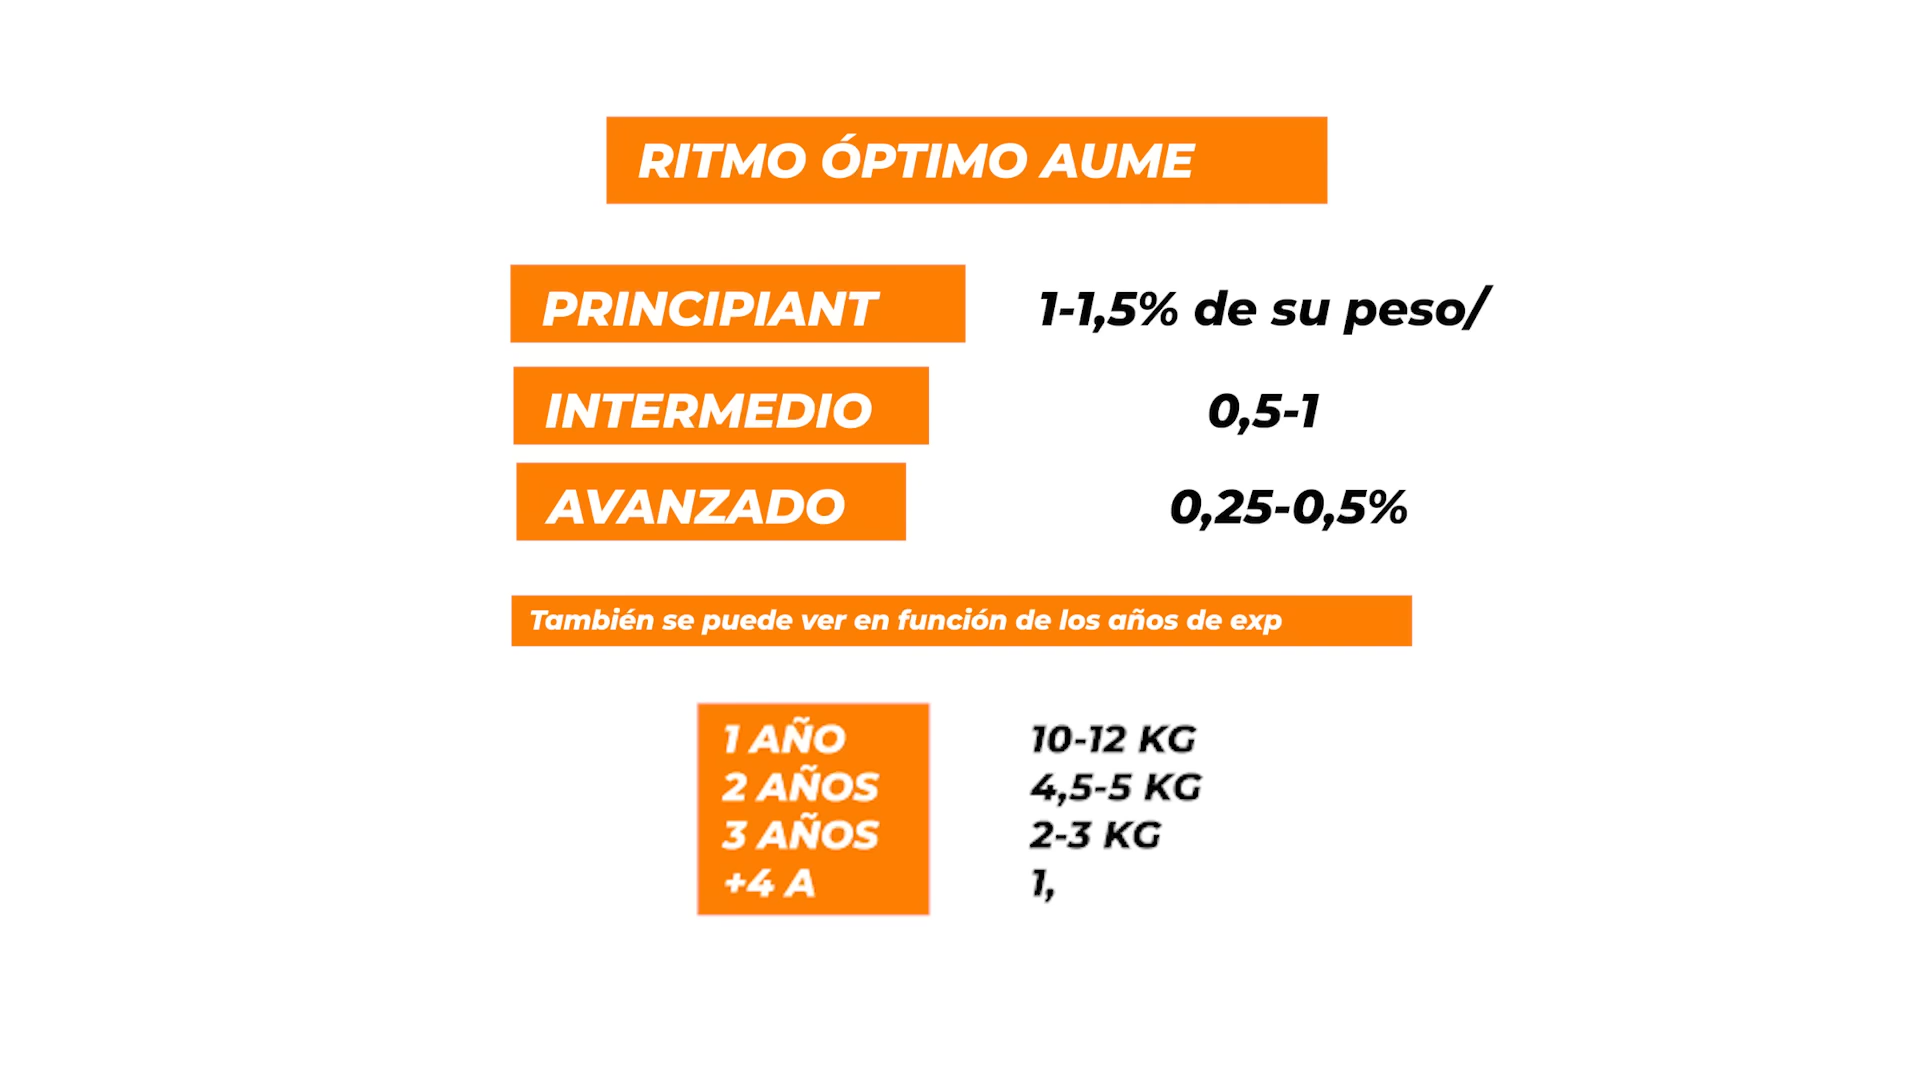 RITMO ÓPTIMO AUME
PRINCIPIANT
1-1,5% de su peso/
INTERMEDIO
0,5-1
AVANZADO
0,25-0,5%
También se puede ver en función de los años de exp
1 AÑO
10-12 KG
2 AÑOS
4,5-5 KG
3 AÑOS
2-3 KG
+4 A
1,